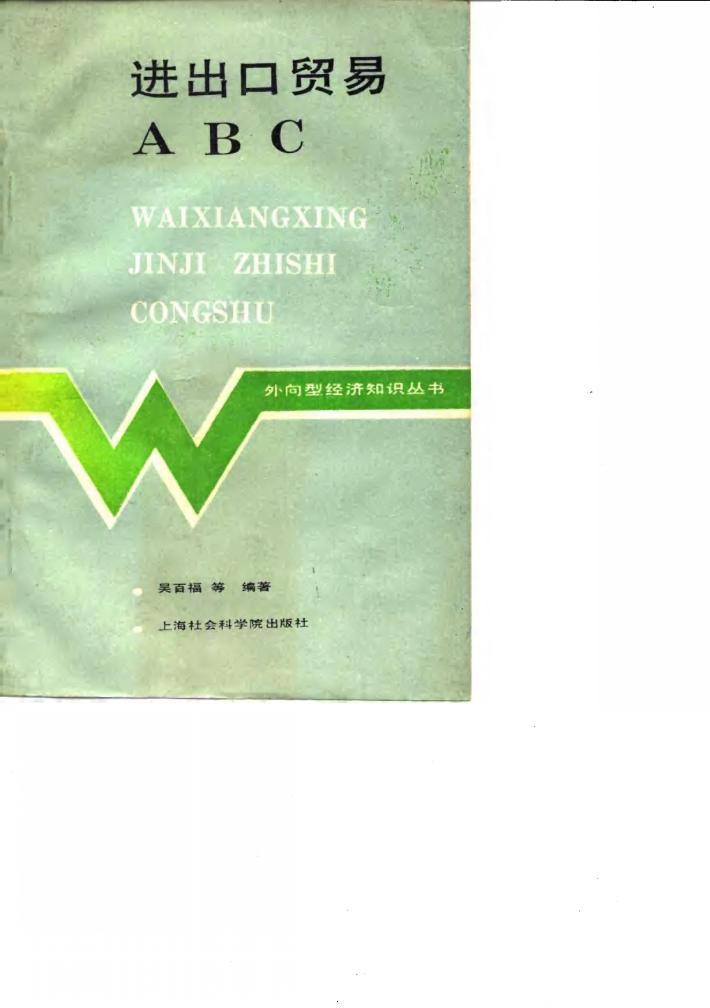 进出口贸易
A B C
WAIXIANGXING
JINJI ZHISHI
CONGSHU
外向型经济知识丛书
吴百福 等 编著
上海社会科学院出版社